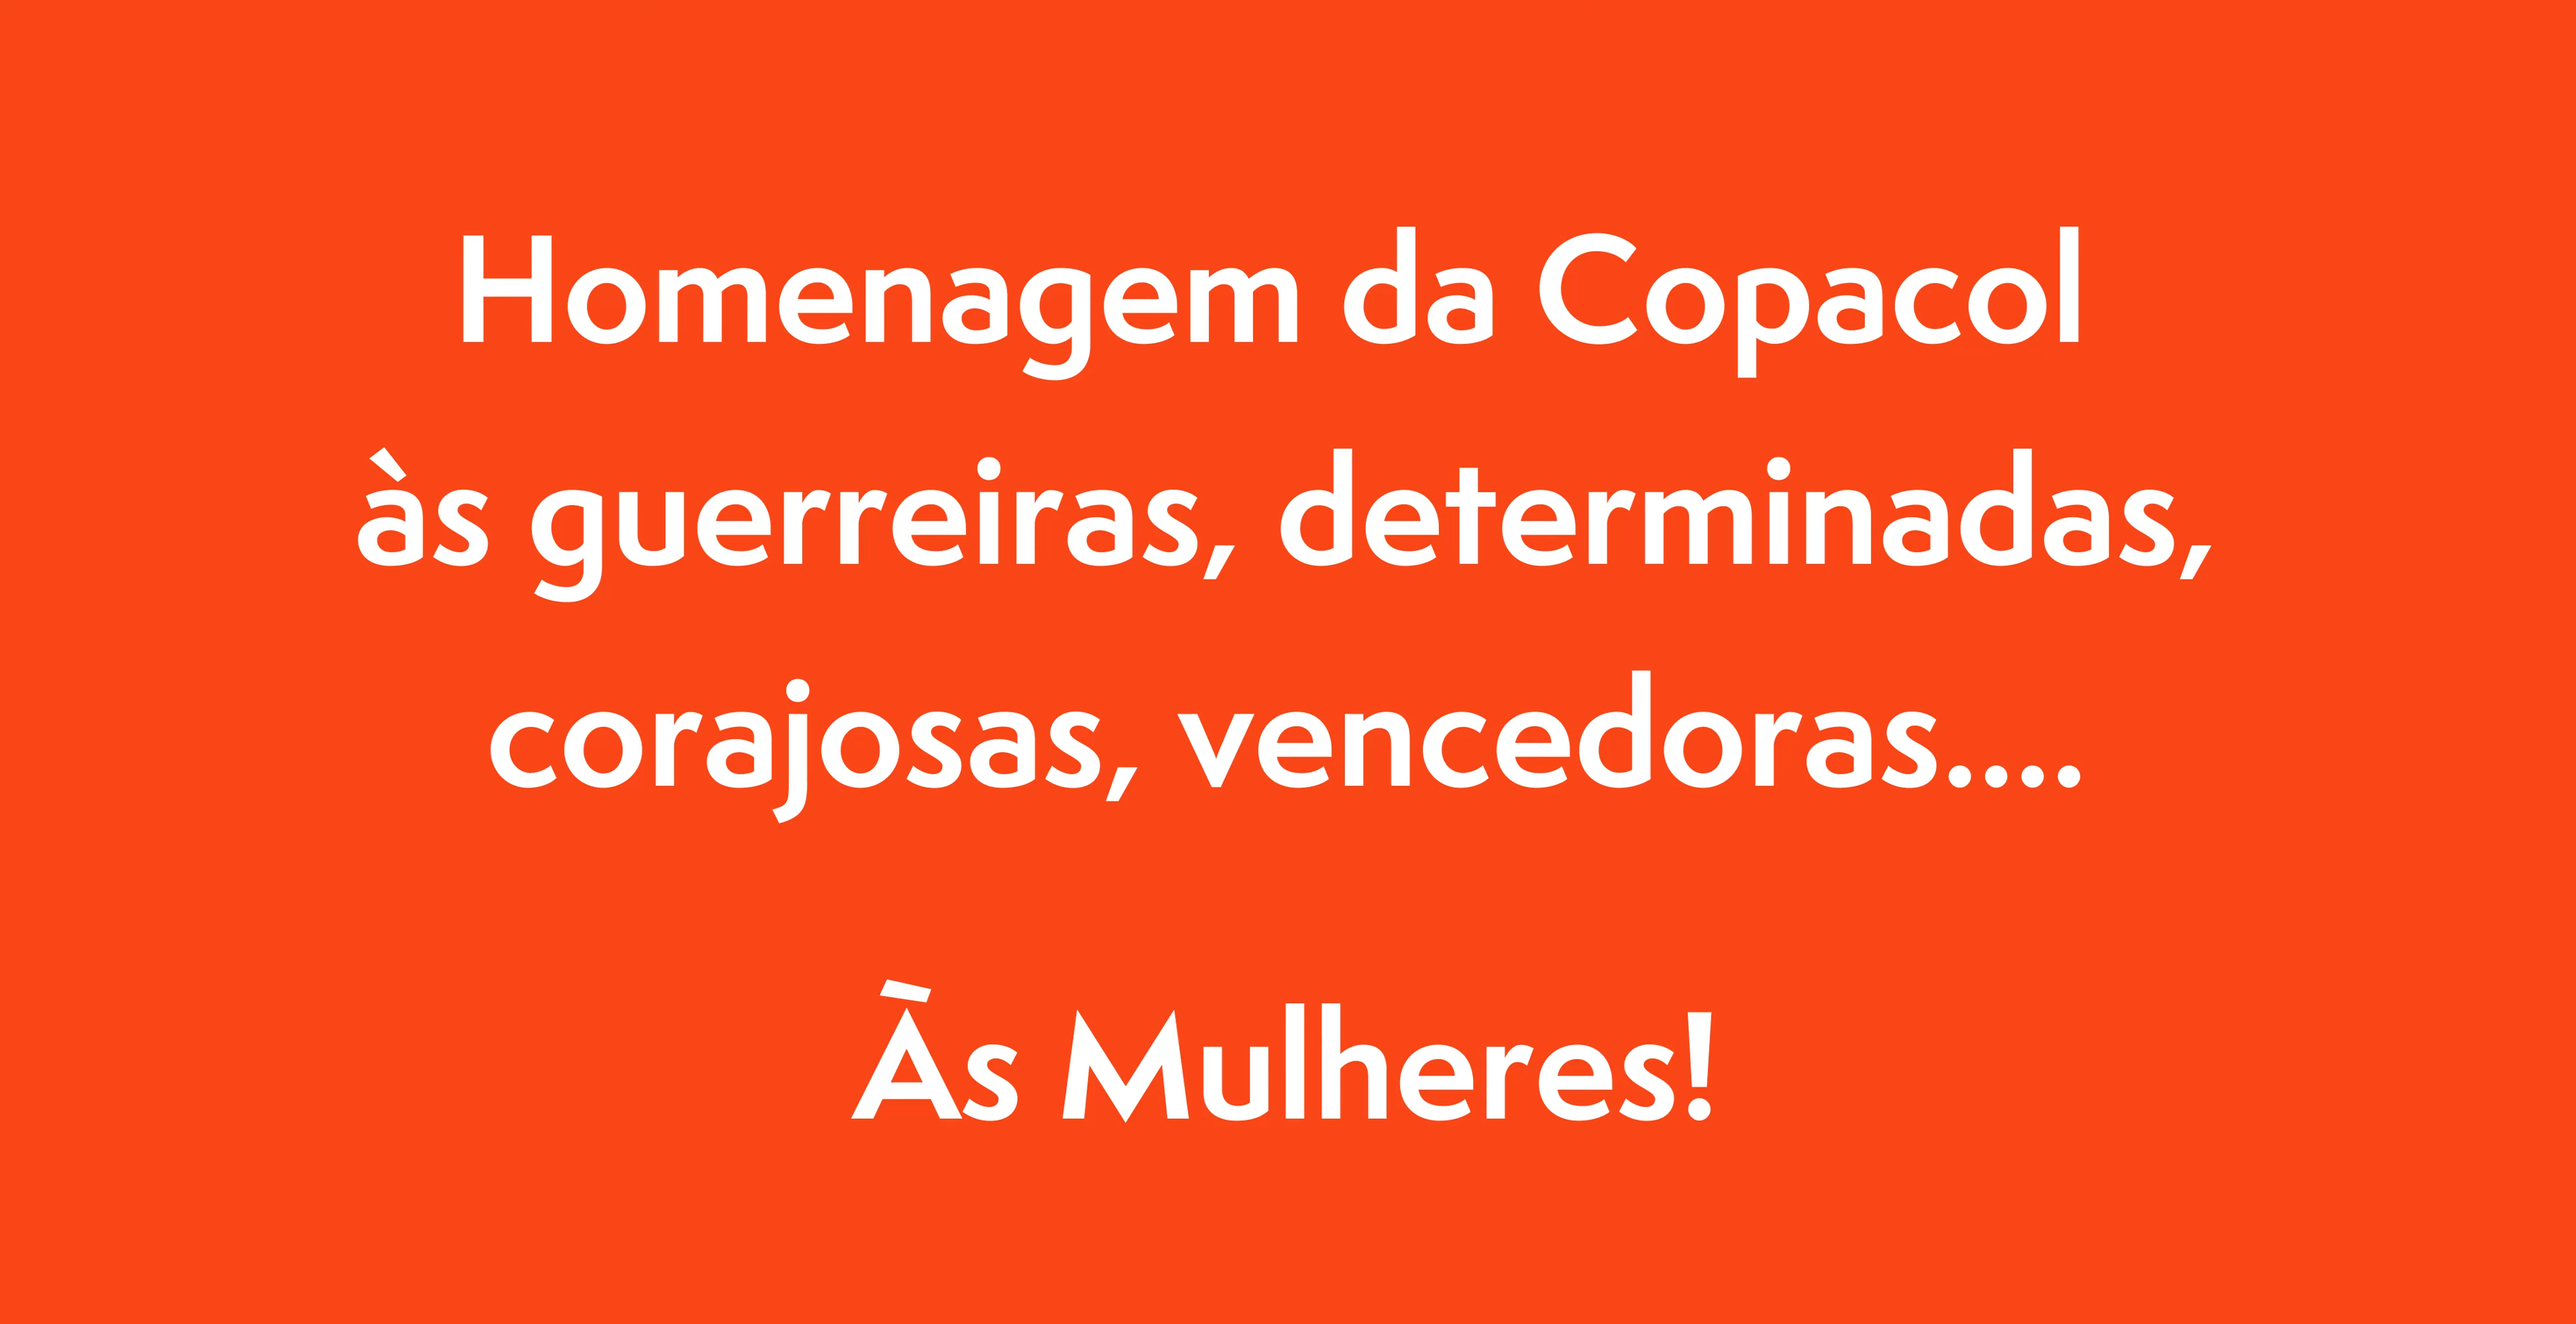 Homenagem da Copacol
às guerreiras, determinadas,
corajosas, vencedoras....
Às Mulheres!